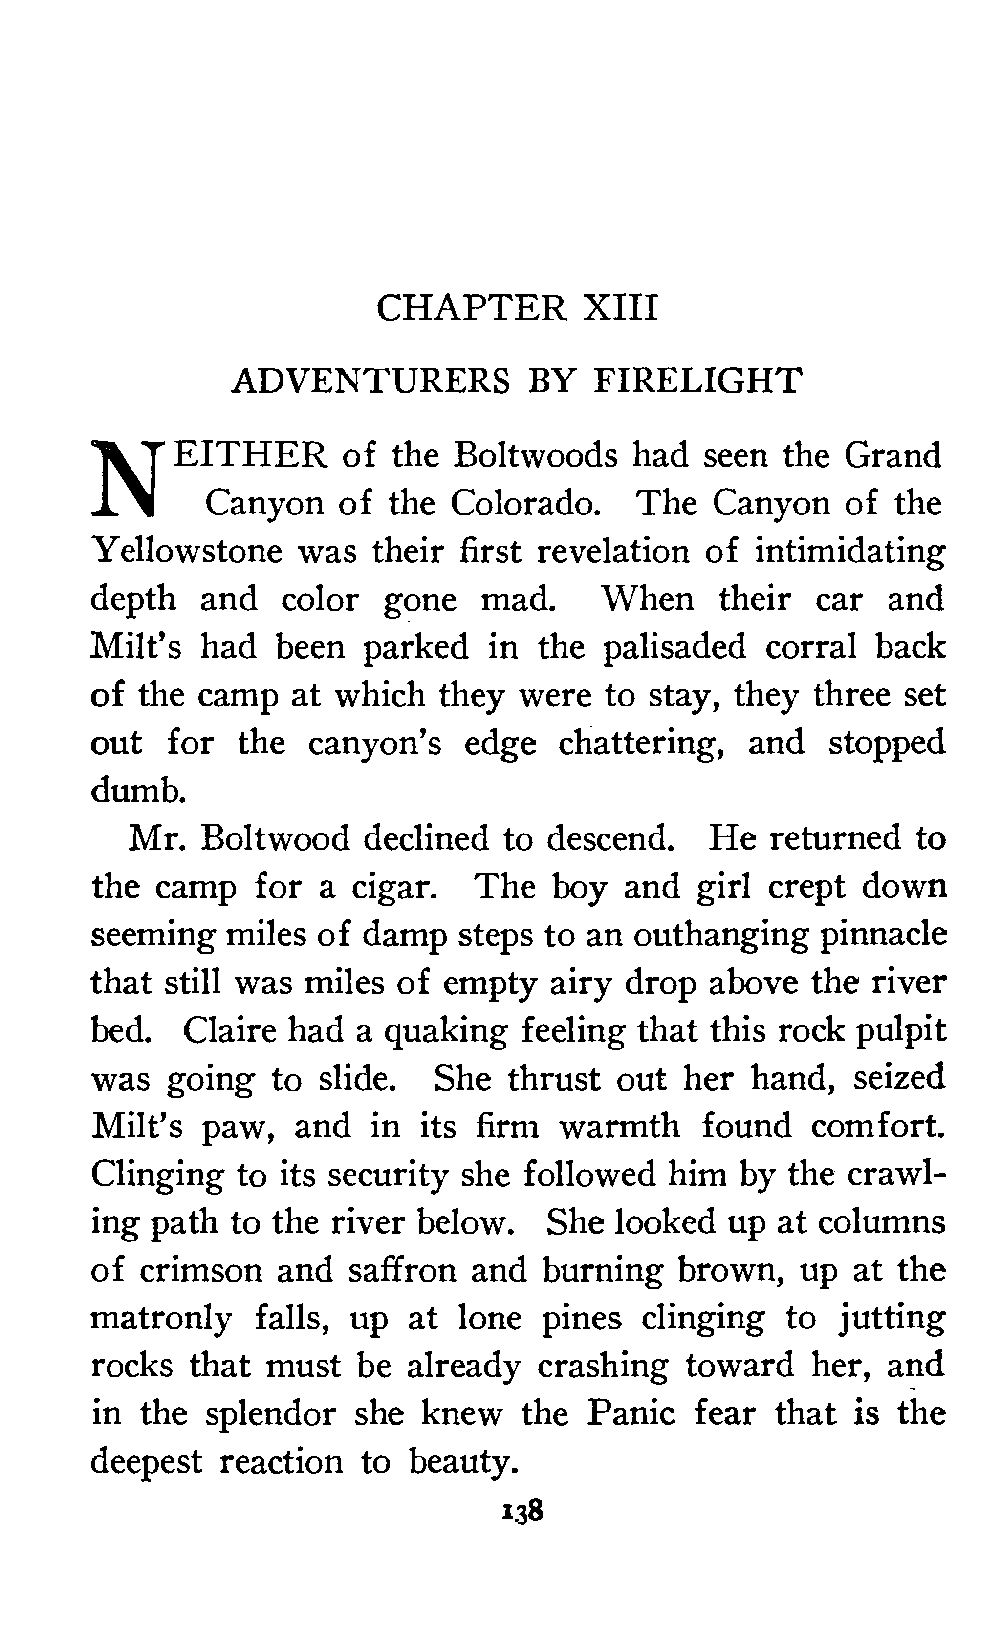 CHAPTER XIII
ADVENTURERS BY FIRELIGHT
NEITHER of the Boltwoods had seen the Grand
Canyon of the Colorado. The Canyon of the
Yellowstone was their first revelation of intimidating
depth and color gone mad. When their car and
Milt's had been parked in the palisaded corral back
of the camp at which they were to stay, they three set
out for the canyon's edge chattering, and stopped
dumb.
Mr. Boltwood declined to descend. He returned to
the camp for a cigar. The boy and girl crept down
seeming miles of damp steps to an outhanging pinnacle
that still was miles of empty airy drop above the river
bed. Claire had a quaking feeling that this rock pulpit
was going to slide. She thrust out her hand, seized
Milt's paw, and in its firm warmth found comfort.
Clinging to its security she followed him by the crawl-
ing path to the river below. She looked up at columns
of crimson and saffron and burning brown, up at the
matronly falls, up at lone pines clinging to jutting
rocks that must be already crashing toward her, and
in the splendor she knew the Panic fear that is the
deepest reaction to beauty.
138